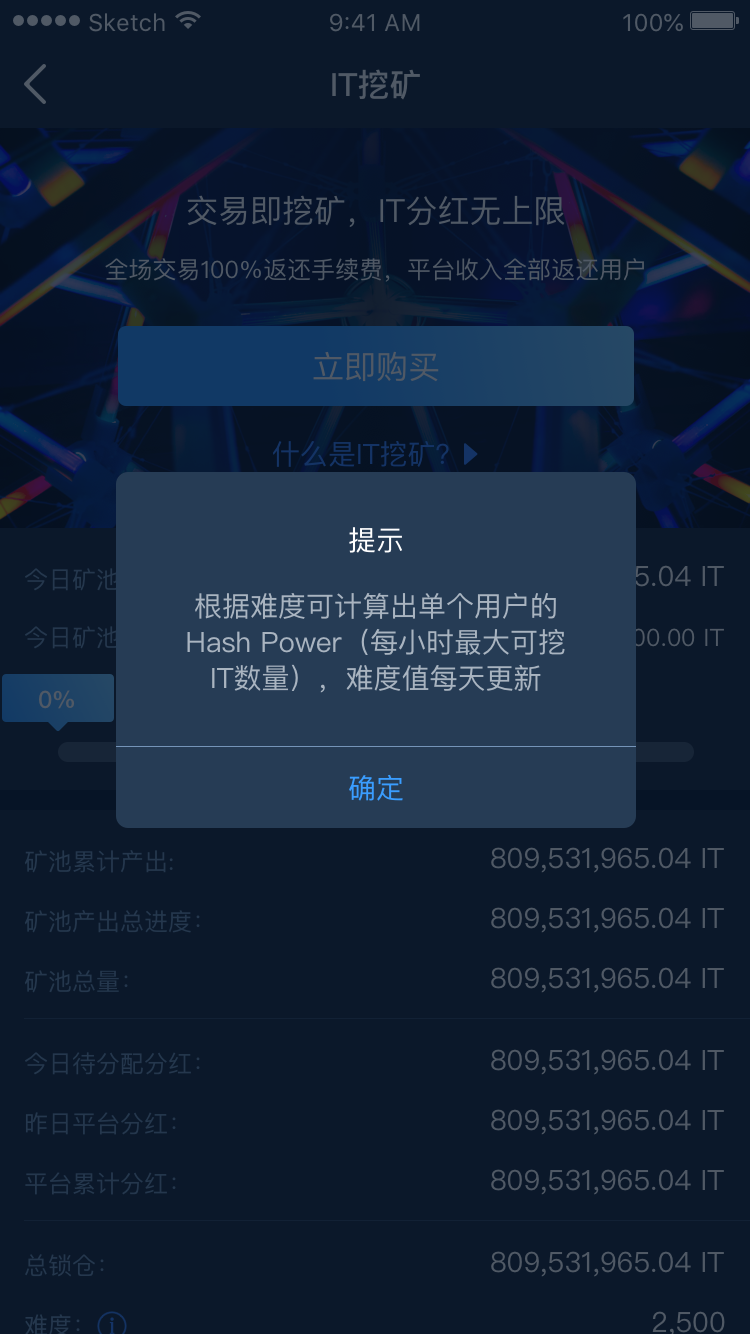 Sketch 9:41 AM 100%
IT挖矿
交易即挖矿，IT分红无上限
全场交易100%返还手续费，平台收入全部返还用户
立即购买
什么是IT挖矿?
提示
根据难度可计算出单个用户的
Hash Power（每小时最大可挖
IT数量），难度值每天更新
确定
今日矿池 5.04 IT
今日矿池 00.00 IT
0%
矿池累计产出: 809,531,965.04 IT
矿池产出总进度: 809,531,965.04 IT
矿池总量: 809,531,965.04 IT
今日待分配分红: 809,531,965.04 IT
昨日平台分红: 809,531,965.04 IT
平台累计分红: 809,531,965.04 IT
总锁仓: 809,531,965.04 IT
难度: 2,500